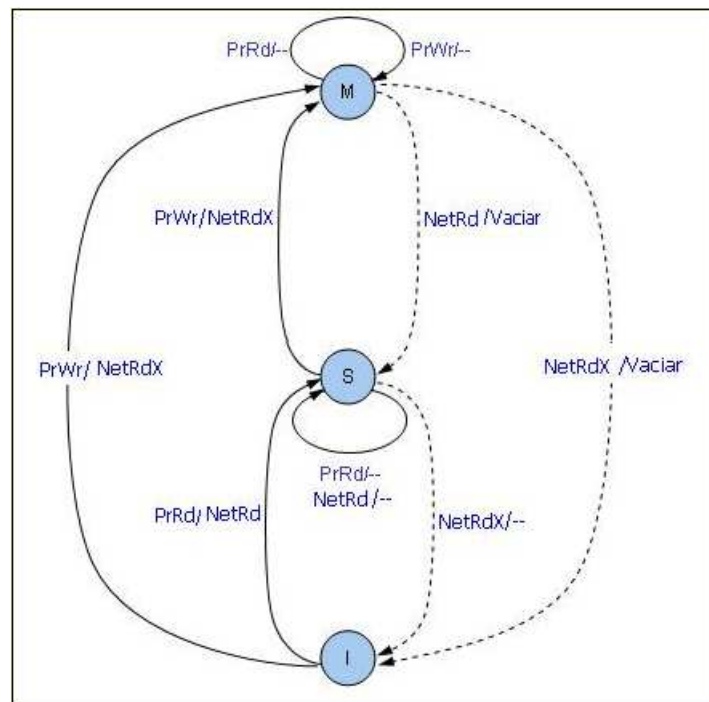 PrRd/-- PrWr/--
M
PrWr/NetRdX NetRd /Vaciar
PrWr/ NetRdX NetRdX /Vaciar
S
PrRd/--
NetRd /--
PrRd/ NetRd NetRdX/--
I